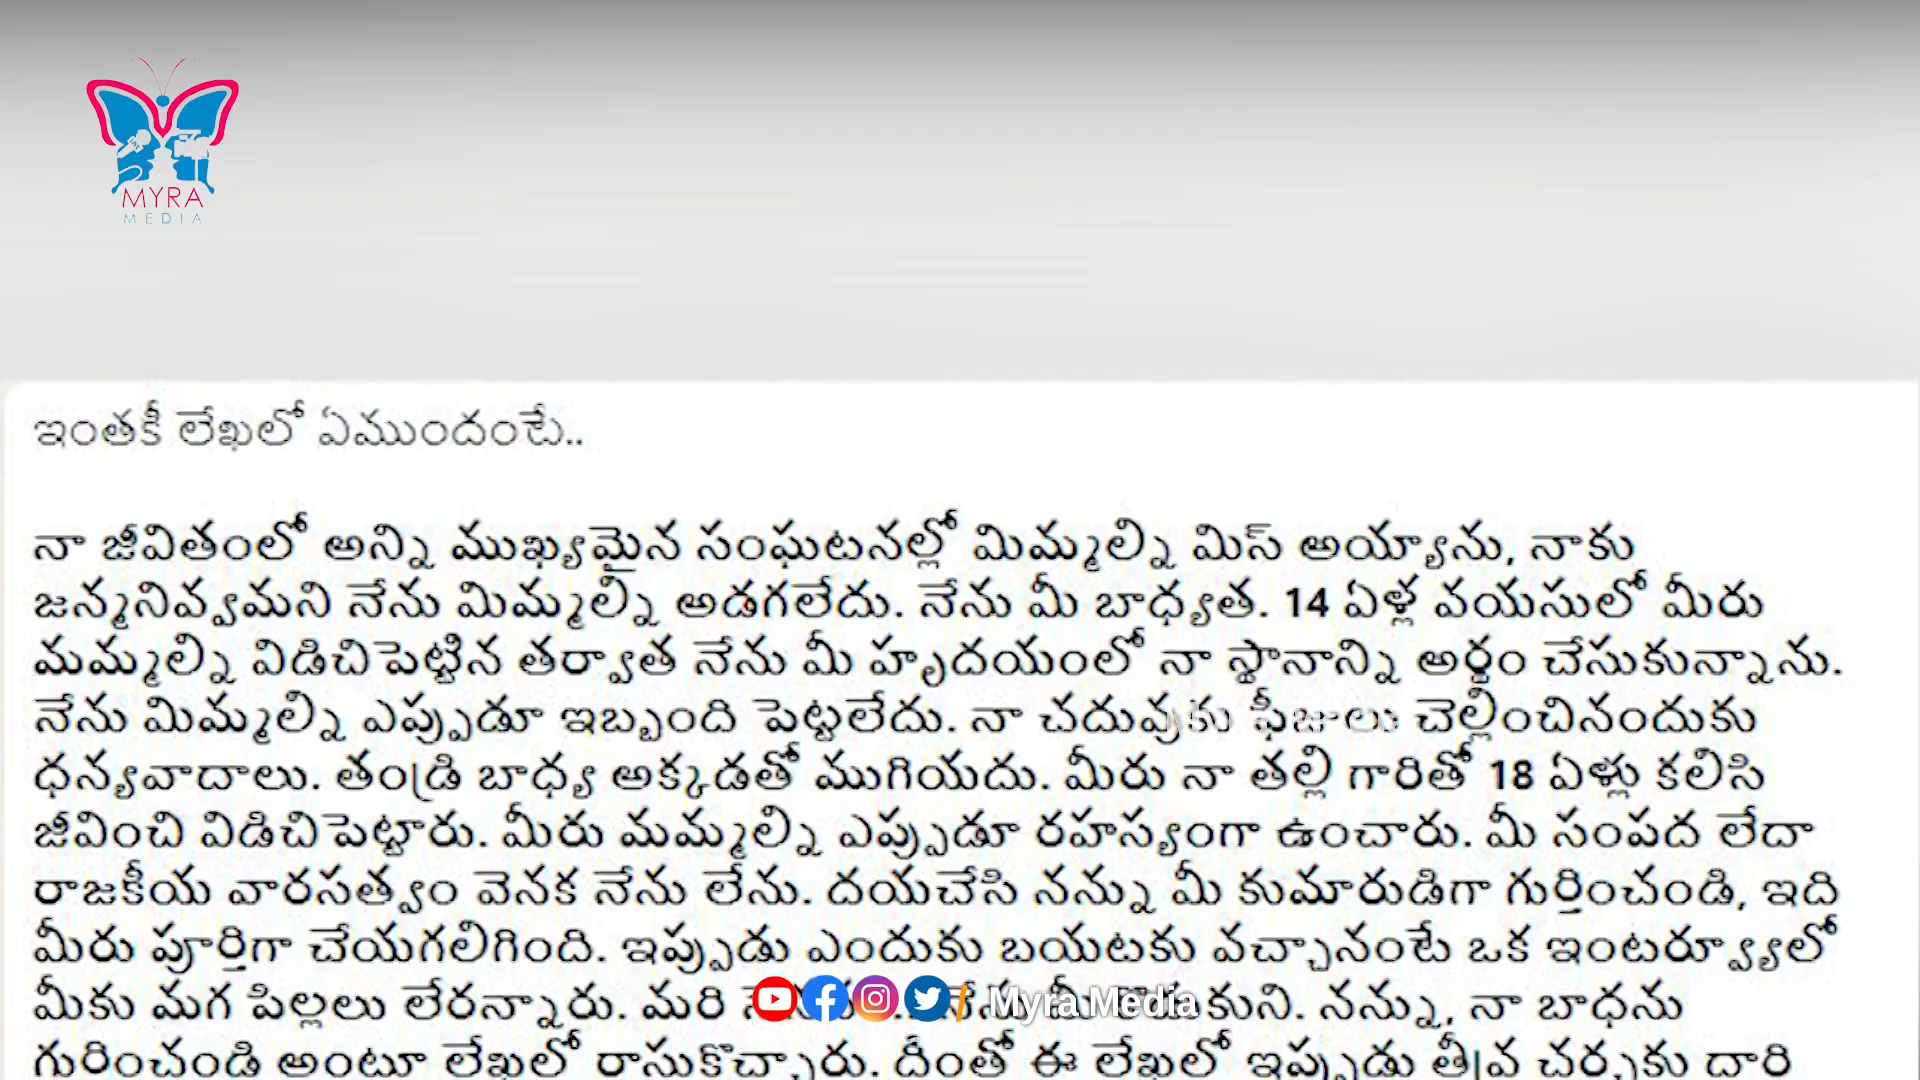 MYRA
MEDIA
ఇంతకీ లేఖలో ఏముందంటే..
నా జీవితంలో అన్ని ముఖ్యమైన సంఘటనల్లో మిమ్మల్ని మిస్ అయ్యాను, నాకు
జన్మనివ్వమని నేను మిమ్మల్ని అడగలేదు. నేను మీ బాధ్యత. 14 ఏళ్ల వయసులో మీరు
మమ్మల్ని విడిచిపెట్టిన తర్వాత నేను మీ హృదయంలో నా స్థానాన్ని అర్థం చేసుకున్నాను.
నేను మిమ్మల్ని ఎప్పుడూ ఇబ్బంది పెట్టలేదు. నా చదువుకు ఫీజులు చెల్లించినందుకు
ధన్యవాదాలు. తండ్రి బాధ్య అక్కడతో ముగియదు. మీరు నా తల్లి గారితో 18 ఏళ్లు కలిసి
జీవించి విడిచిపెట్టారు. మీరు మమ్మల్ని ఎప్పుడూ రహస్యంగా ఉంచారు. మీ సంపద లేదా
రాజకీయ వారసత్వం వెనక నేను లేను. దయచేసి నన్ను మీ కుమారుడిగా గుర్తించండి, ఇది
మీరు పూర్తిగా చేయగలిగింది. ఇప్పుడు ఎందుకు బయటకు వచ్చానంటే ఒక ఇంటర్వ్యూలో
మీకు మగ పిల్లలు లేరన్నారు. మరి మీ కుని. నన్ను, నా బాధను
గురించండి అంటూ లేఖలో రాసుకొచ్చారు. దీంతో ఈ లేఖలో ఇప్పుడు తీవ్ర చర్చకు దారి
Myra Media